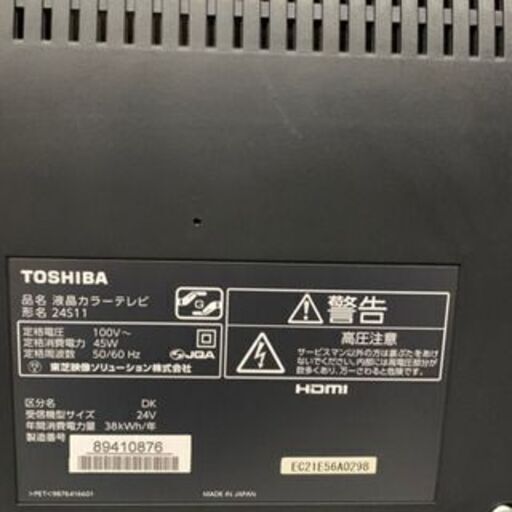 TOSHIBA
品名 液晶カラーテレビ
形名 24S11
定格電圧 100V～
定格消費電力 45W
定格周波数 50/60 Hz
JQA
東芝映像ソリューション株式会社
警告
高圧注意
サービスマン以外の方は裏ぶたをあけ
ないでください。内部には高電圧部分が
数多くあり、万一さわると危険です。
HDMI
区分名 DK
受信機型サイズ 24V
年間消費電力量 38kWh/年
製造番号
89410876
EC21E56A0298
MADE IN JAPAN